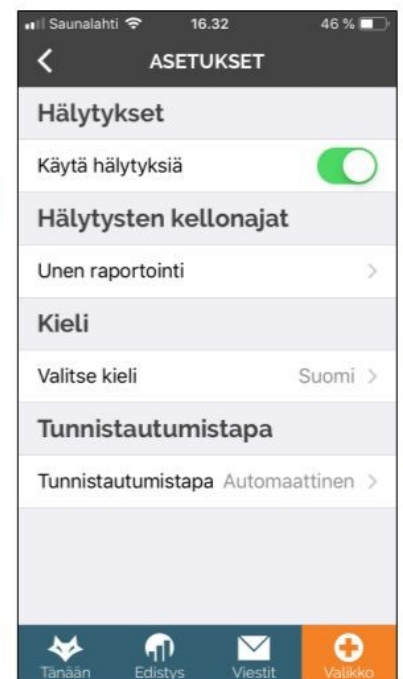 Saunalahti 16.32 46 %
ASETUKSET
Hälytykset
Käytä hälytyksiä
Hälytysten kellonajat
Unen raportointi
Kieli
Valitse kieli Suomi
Tunnistautumistapa
Tunnistautumistapa Automaattinen
Tänään Edistys Viestit Valikko